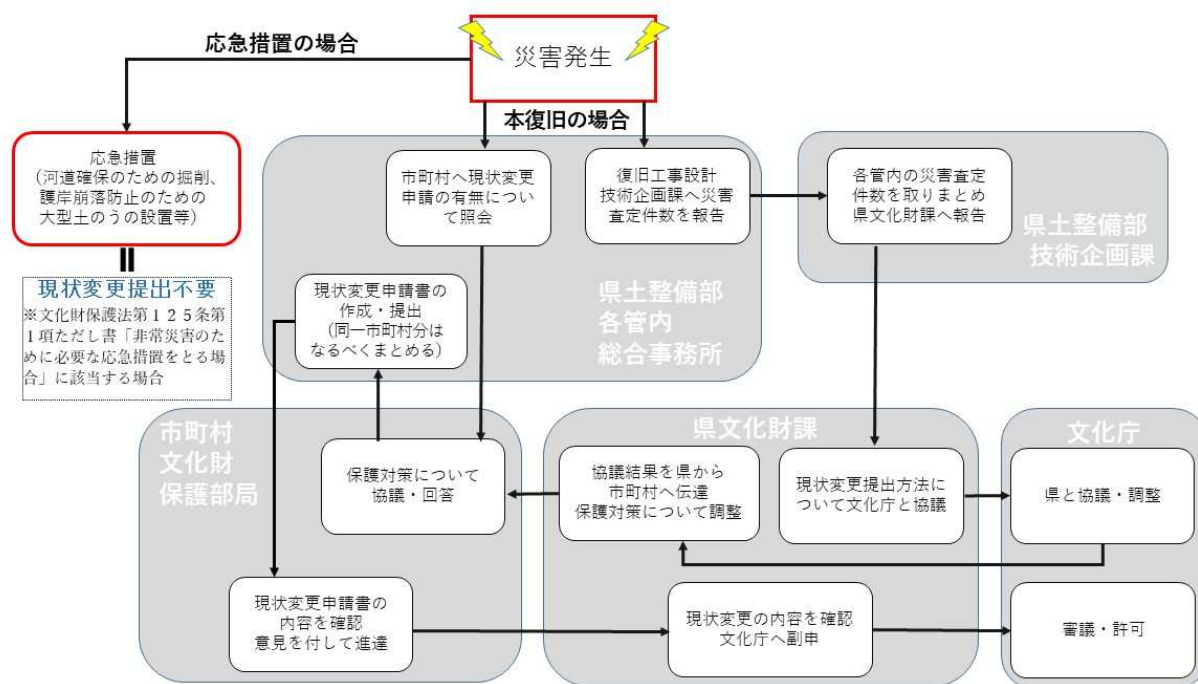 応急措置の場合
災害発生
本復旧の場合
応急措置
（河道確保のための掘削、
護岸崩落防止のための
大型土のうの設置等）
現状変更提出不要
※文化財保護法第１２５条第
１項ただし書「非常災害のた
めに必要な応急措置をとる場
合」に該当する場合
市町村へ現状変更
申請の有無につい
て照会
復旧工事設計
技術企画課へ災害
査定件数を報告
各管内の災害査定
件数を取りまとめ
県文化財課へ報告
県土整備部
技術企画課
現状変更申請書の
作成・提出
（同一市町村分は
なるべくまとめる）
県土整備部
各管内
総合事務所
市町村
文化財
保護部局
保護対策について
協議・回答
県文化財課
協議結果を県から
市町村へ伝達
保護対策について調整
現状変更提出方法に
ついて文化庁と協議
文化庁
県と協議・調整
現状変更申請書の
内容を確認
意見を付して進達
現状変更の内容を確認
文化庁へ副申
審議・許可